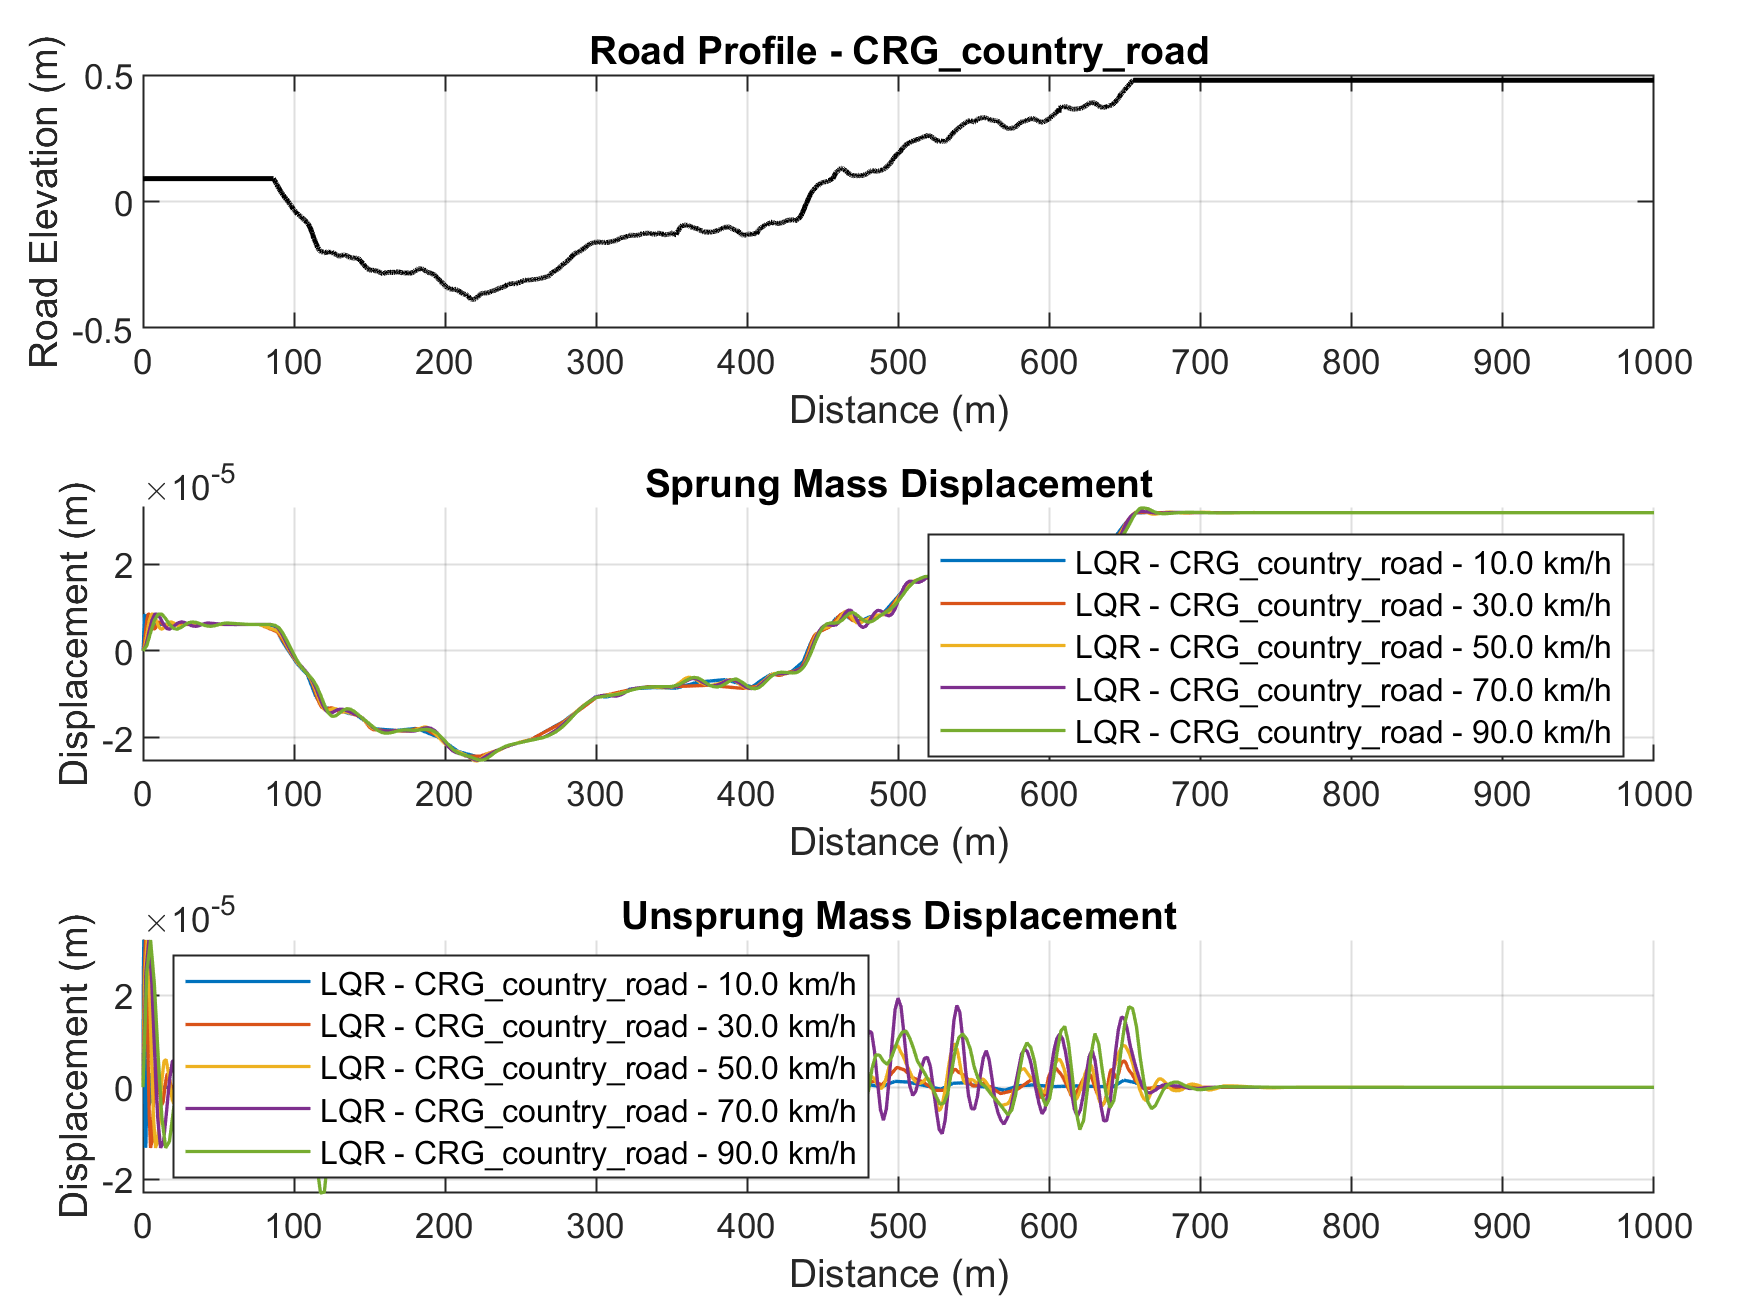 Road Profile - CRG_country_road
Road Elevation (m)
0.5
0
-0.5
0 100 200 300 400 500 600 700 800 900 1000
Distance (m)
Sprung Mass Displacement
×10-5
Displacement (m)
2
0
-2
LQR - CRG_country_road - 10.0 km/h
LQR - CRG_country_road - 30.0 km/h
LQR - CRG_country_road - 50.0 km/h
LQR - CRG_country_road - 70.0 km/h
LQR - CRG_country_road - 90.0 km/h
0 100 200 300 400 500 600 700 800 900 1000
Distance (m)
Unsprung Mass Displacement
×10-5
Displacement (m)
2
0
-2
LQR - CRG_country_road - 10.0 km/h
LQR - CRG_country_road - 30.0 km/h
LQR - CRG_country_road - 50.0 km/h
LQR - CRG_country_road - 70.0 km/h
LQR - CRG_country_road - 90.0 km/h
0 100 200 300 400 500 600 700 800 900 1000
Distance (m)